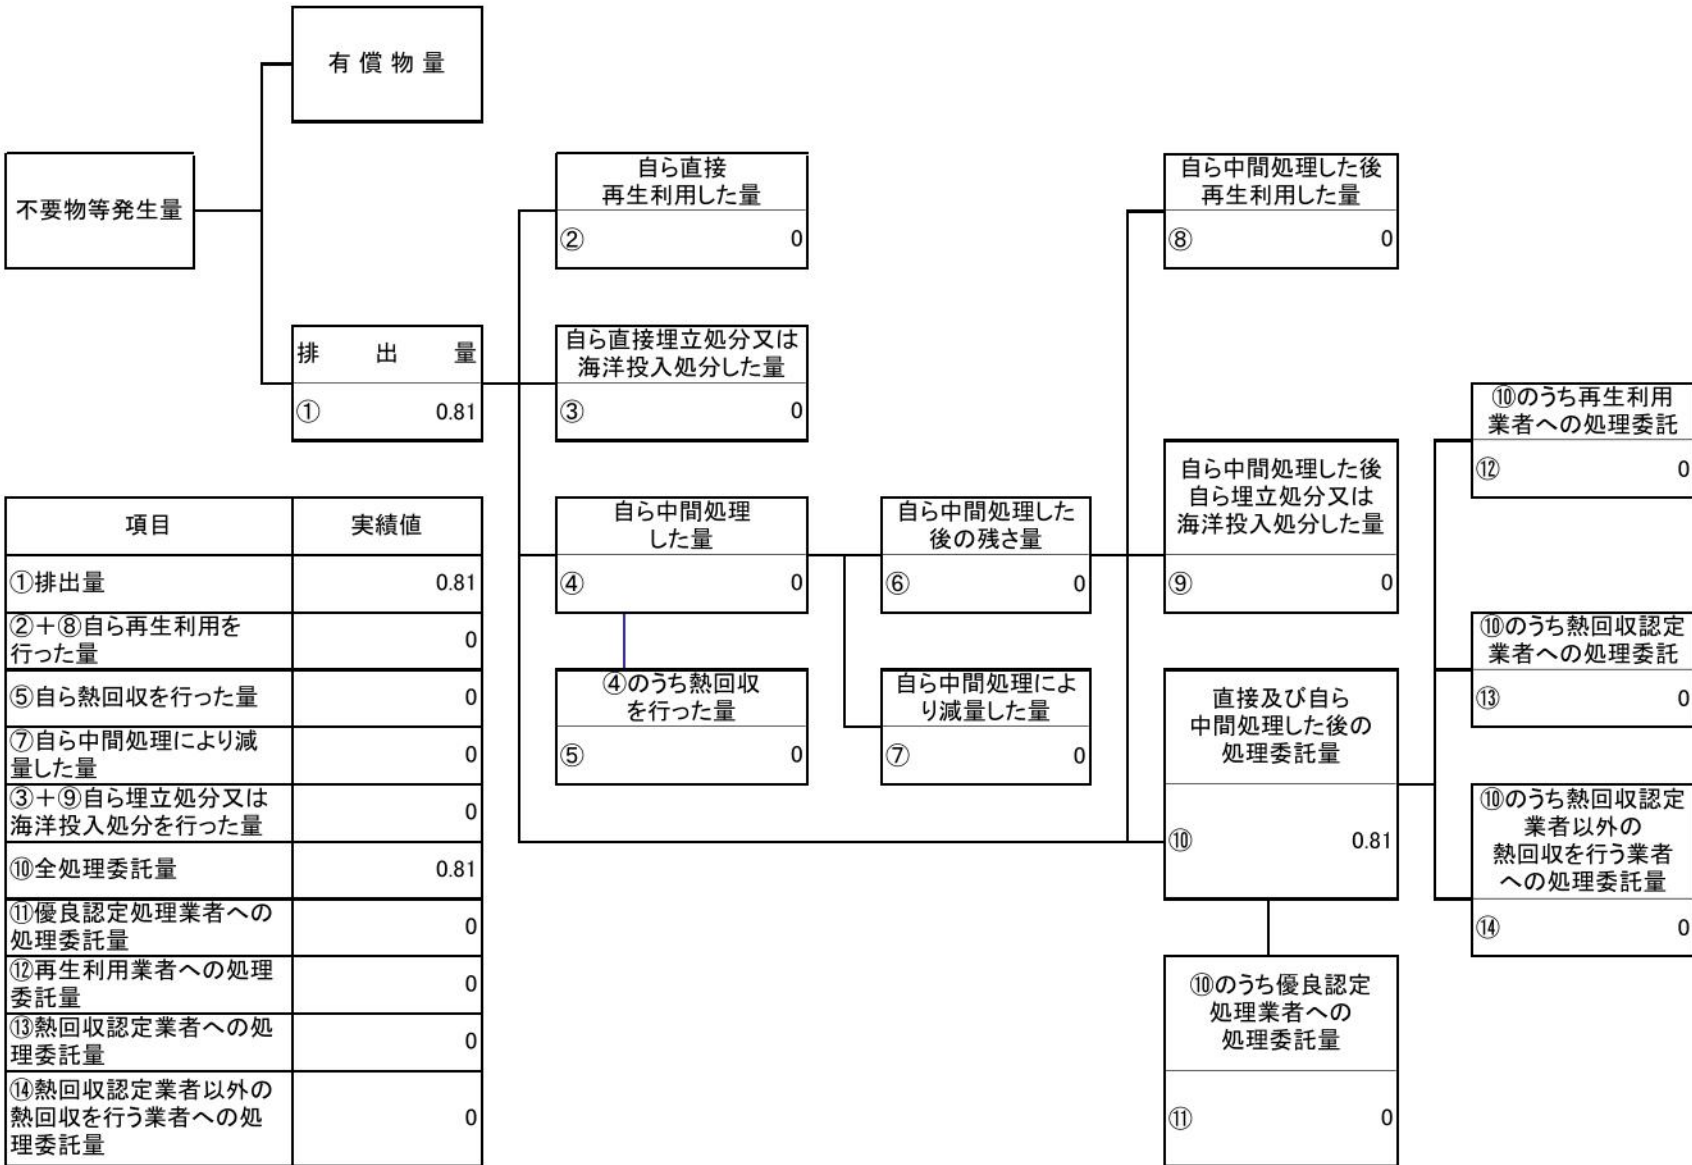 有償物量
不要物等発生量
排出量
① 0.81
自ら直接
再生利用した量
② 0
自ら直接埋立処分又は
海洋投入処分した量
③ 0
自ら中間処理
した量
④ 0
④のうち熱回収
を行った量
⑤ 0
自ら中間処理した
後の残さ量
⑥ 0
自ら中間処理によ
り減量した量
⑦ 0
自ら中間処理した後
再生利用した量
⑧ 0
自ら中間処理した後
自ら埋立処分又は
海洋投入処分した量
⑨ 0
直接及び自ら
中間処理した後の
処理委託量
⑩ 0.81
⑩のうち優良認定
処理業者への
処理委託量
⑪ 0
⑩のうち再生利用
業者への処理委託
⑫ 0
⑩のうち熱回収認定
業者への処理委託
⑬ 0
⑩のうち熱回収認定
業者以外の
熱回収を行う業者
への処理委託量
⑭ 0
項目 実績値
①排出量 0.81
②＋⑧自ら再生利用を
行った量 0
⑤自ら熱回収を行った量 0
⑦自ら中間処理により減
量した量 0
③＋⑨自ら埋立処分又は
海洋投入処分を行った量 0
⑩全処理委託量 0.81
⑪優良認定処理業者への
処理委託量 0
⑫再生利用業者への処理
委託量 0
⑬熱回収認定業者への処
理委託量 0
⑭熱回収認定業者以外の
熱回収を行う業者への処
理委託量 0